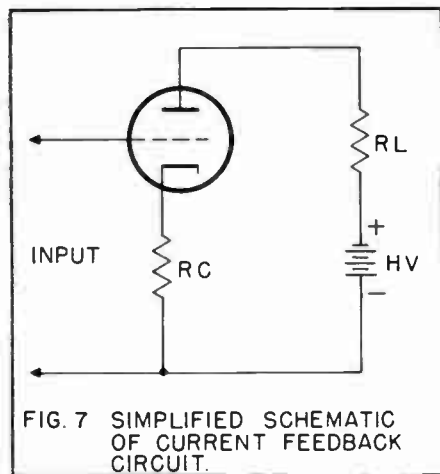 RL
+
INPUT
RC
HV
−
FIG. 7 SIMPLIFIED SCHEMATIC
OF CURRENT FEEDBACK
CIRCUIT.